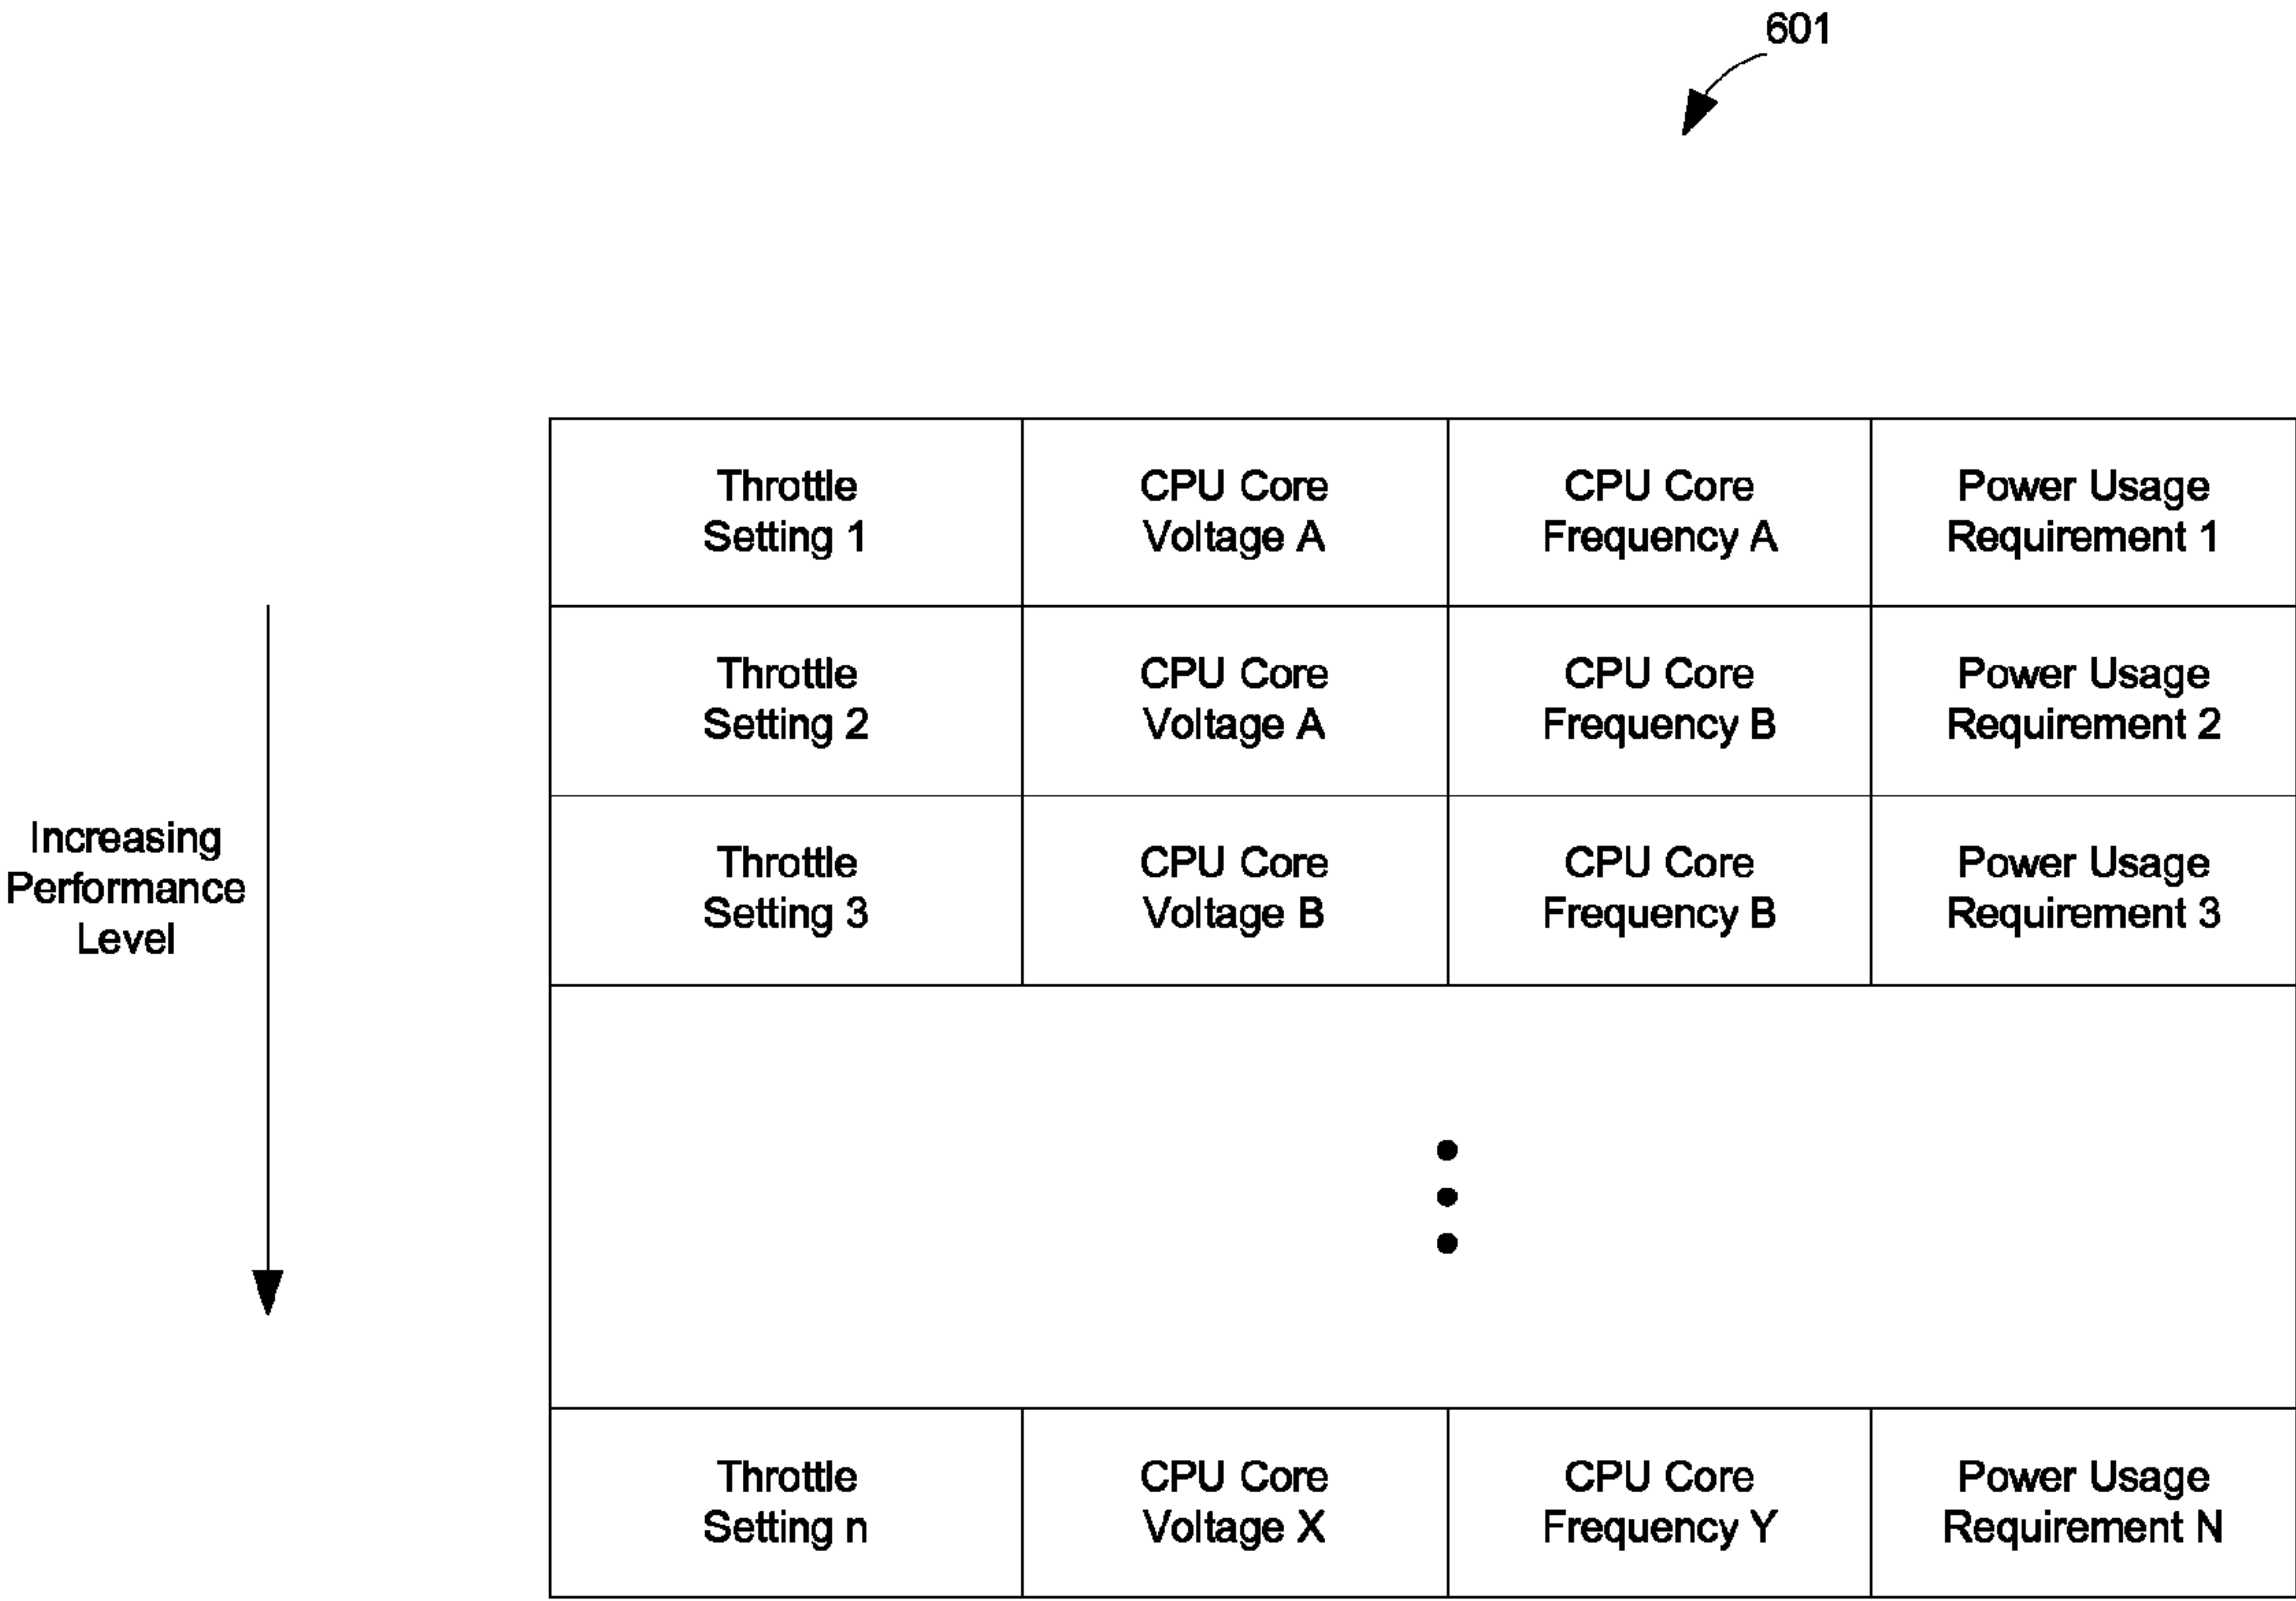 601
Throttle
Setting 1
CPU Core
Voltage A
CPU Core
Frequency A
Power Usage
Requirement 1
Throttle
Setting 2
CPU Core
Voltage A
CPU Core
Frequency B
Power Usage
Requirement 2
Increasing
Performance
Level
Throttle
Setting 3
CPU Core
Voltage B
CPU Core
Frequency B
Power Usage
Requirement 3
Throttle
Setting n
CPU Core
Voltage X
CPU Core
Frequency Y
Power Usage
Requirement N